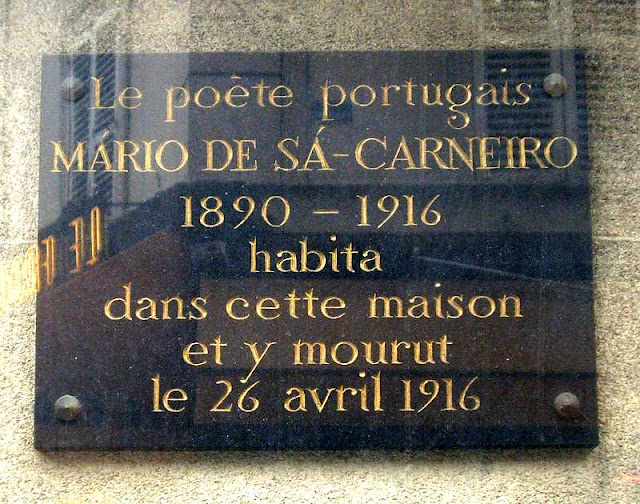 Le poète portugais
MÁRIO DE SÁ-CARNEIRO
1890 – 1916
habita
dans cette maison
et y mourut
le 26 avril 1916